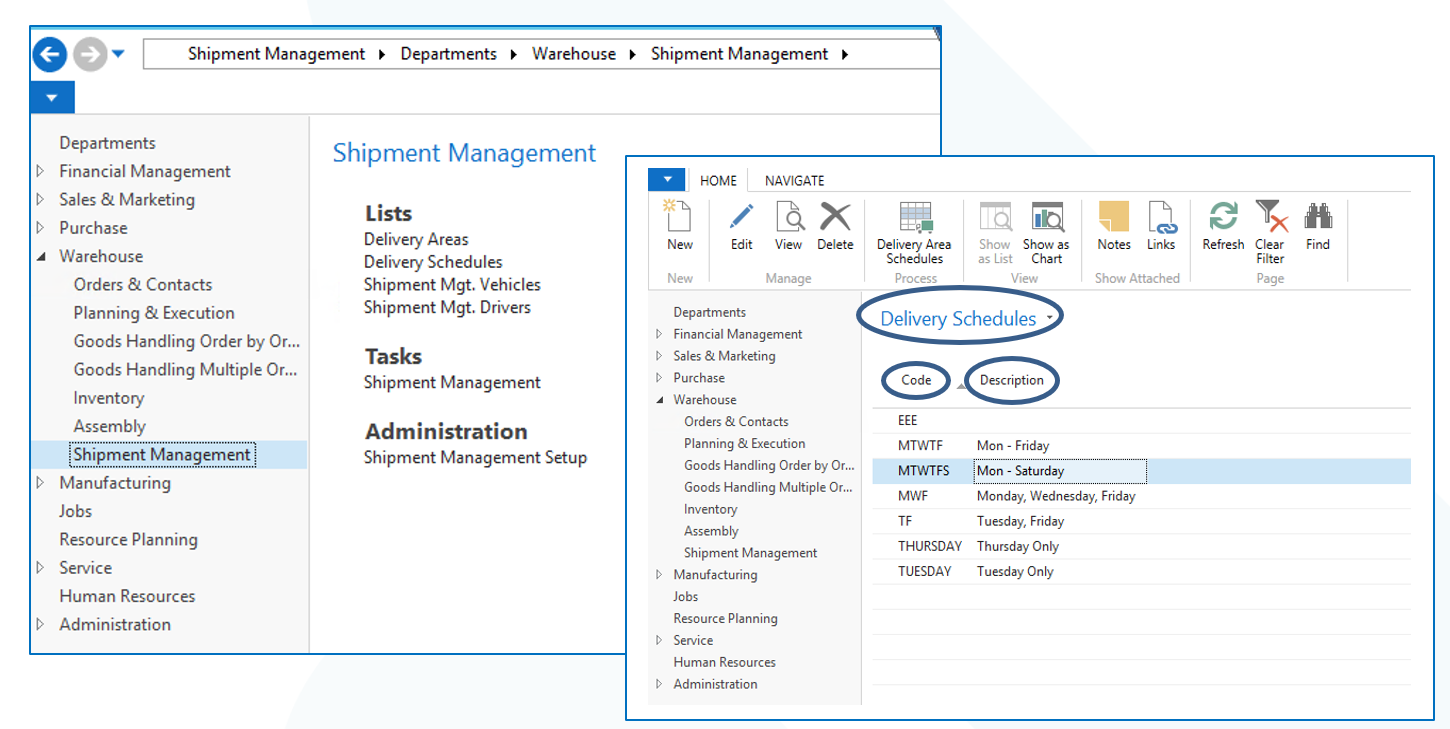 Shipment Management Departments Warehouse Shipment Management
Departments
Financial Management
Sales & Marketing
Purchase
Warehouse
Orders & Contacts
Planning & Execution
Goods Handling Order by Or...
Goods Handling Multiple Or...
Inventory
Assembly
Shipment Management
Manufacturing
Jobs
Resource Planning
Service
Human Resources
Administration
Shipment Management
Lists
Delivery Areas
Delivery Schedules
Shipment Mgt. Vehicles
Shipment Mgt. Drivers
Tasks
Shipment Management
Administration
Shipment Management Setup
HOME NAVIGATE
New
New
Edit View Delete
Manage
Delivery Area
Schedules
Process
Show
as List
Show as
Chart
View
Notes Links
Show Attached
Refresh
Clear
Filter
Find
Page
Departments
Financial Management
Sales & Marketing
Purchase
Warehouse
Orders & Contacts
Planning & Execution
Goods Handling Order by Or...
Goods Handling Multiple Or...
Inventory
Assembly
Shipment Management
Manufacturing
Jobs
Resource Planning
Service
Human Resources
Administration
Delivery Schedules
Code Description
EEE
MTWTF Mon - Friday
MTWTFS Mon - Saturday
MWF Monday, Wednesday, Friday
TF Tuesday, Friday
THURSDAY Thursday Only
TUESDAY Tuesday Only